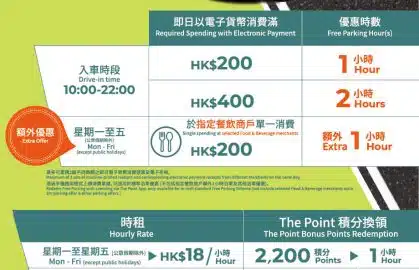 即日以電子貨幣消費滿
Required Spending with Electronic Payment
優惠時數
Free Parking Hour(s)
入車時段
Drive-in time
10:00-22:00
HK$200
1 小時
Hour
HK$400
2 小時
Hours
額外優惠
Extra Offer
星期一至五
(公眾假期除外)
Mon - Fri
(except public holidays)
於指定餐飲商戶單一消費
Single spending at selected Food & Beverage merchants
HK$200
額外
Extra
1 小時
Hour
時租
Hourly Rate
The Point 積分換領
The Point Bonus Points Redemption
星期一至星期五 (公眾假期除外)
Mon - Fri (except public holidays)
HK$18/小時
Hour
2,200 積分
Points
1 小時
Hour